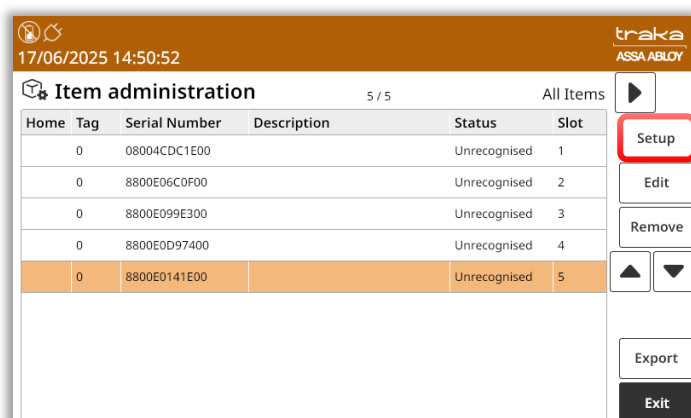 17/06/2025 14:50:52
traka
ASSA ABLOY
Item administration 5 / 5 All Items
Home Tag Serial Number Description Status Slot
0 08004CDC1E00 Unrecognised 1
0 8800E06C0F00 Unrecognised 2
0 8800E099E300 Unrecognised 3
0 8800E0D97400 Unrecognised 4
0 8800E0141E00 Unrecognised 5
Setup
Edit
Remove
Export
Exit